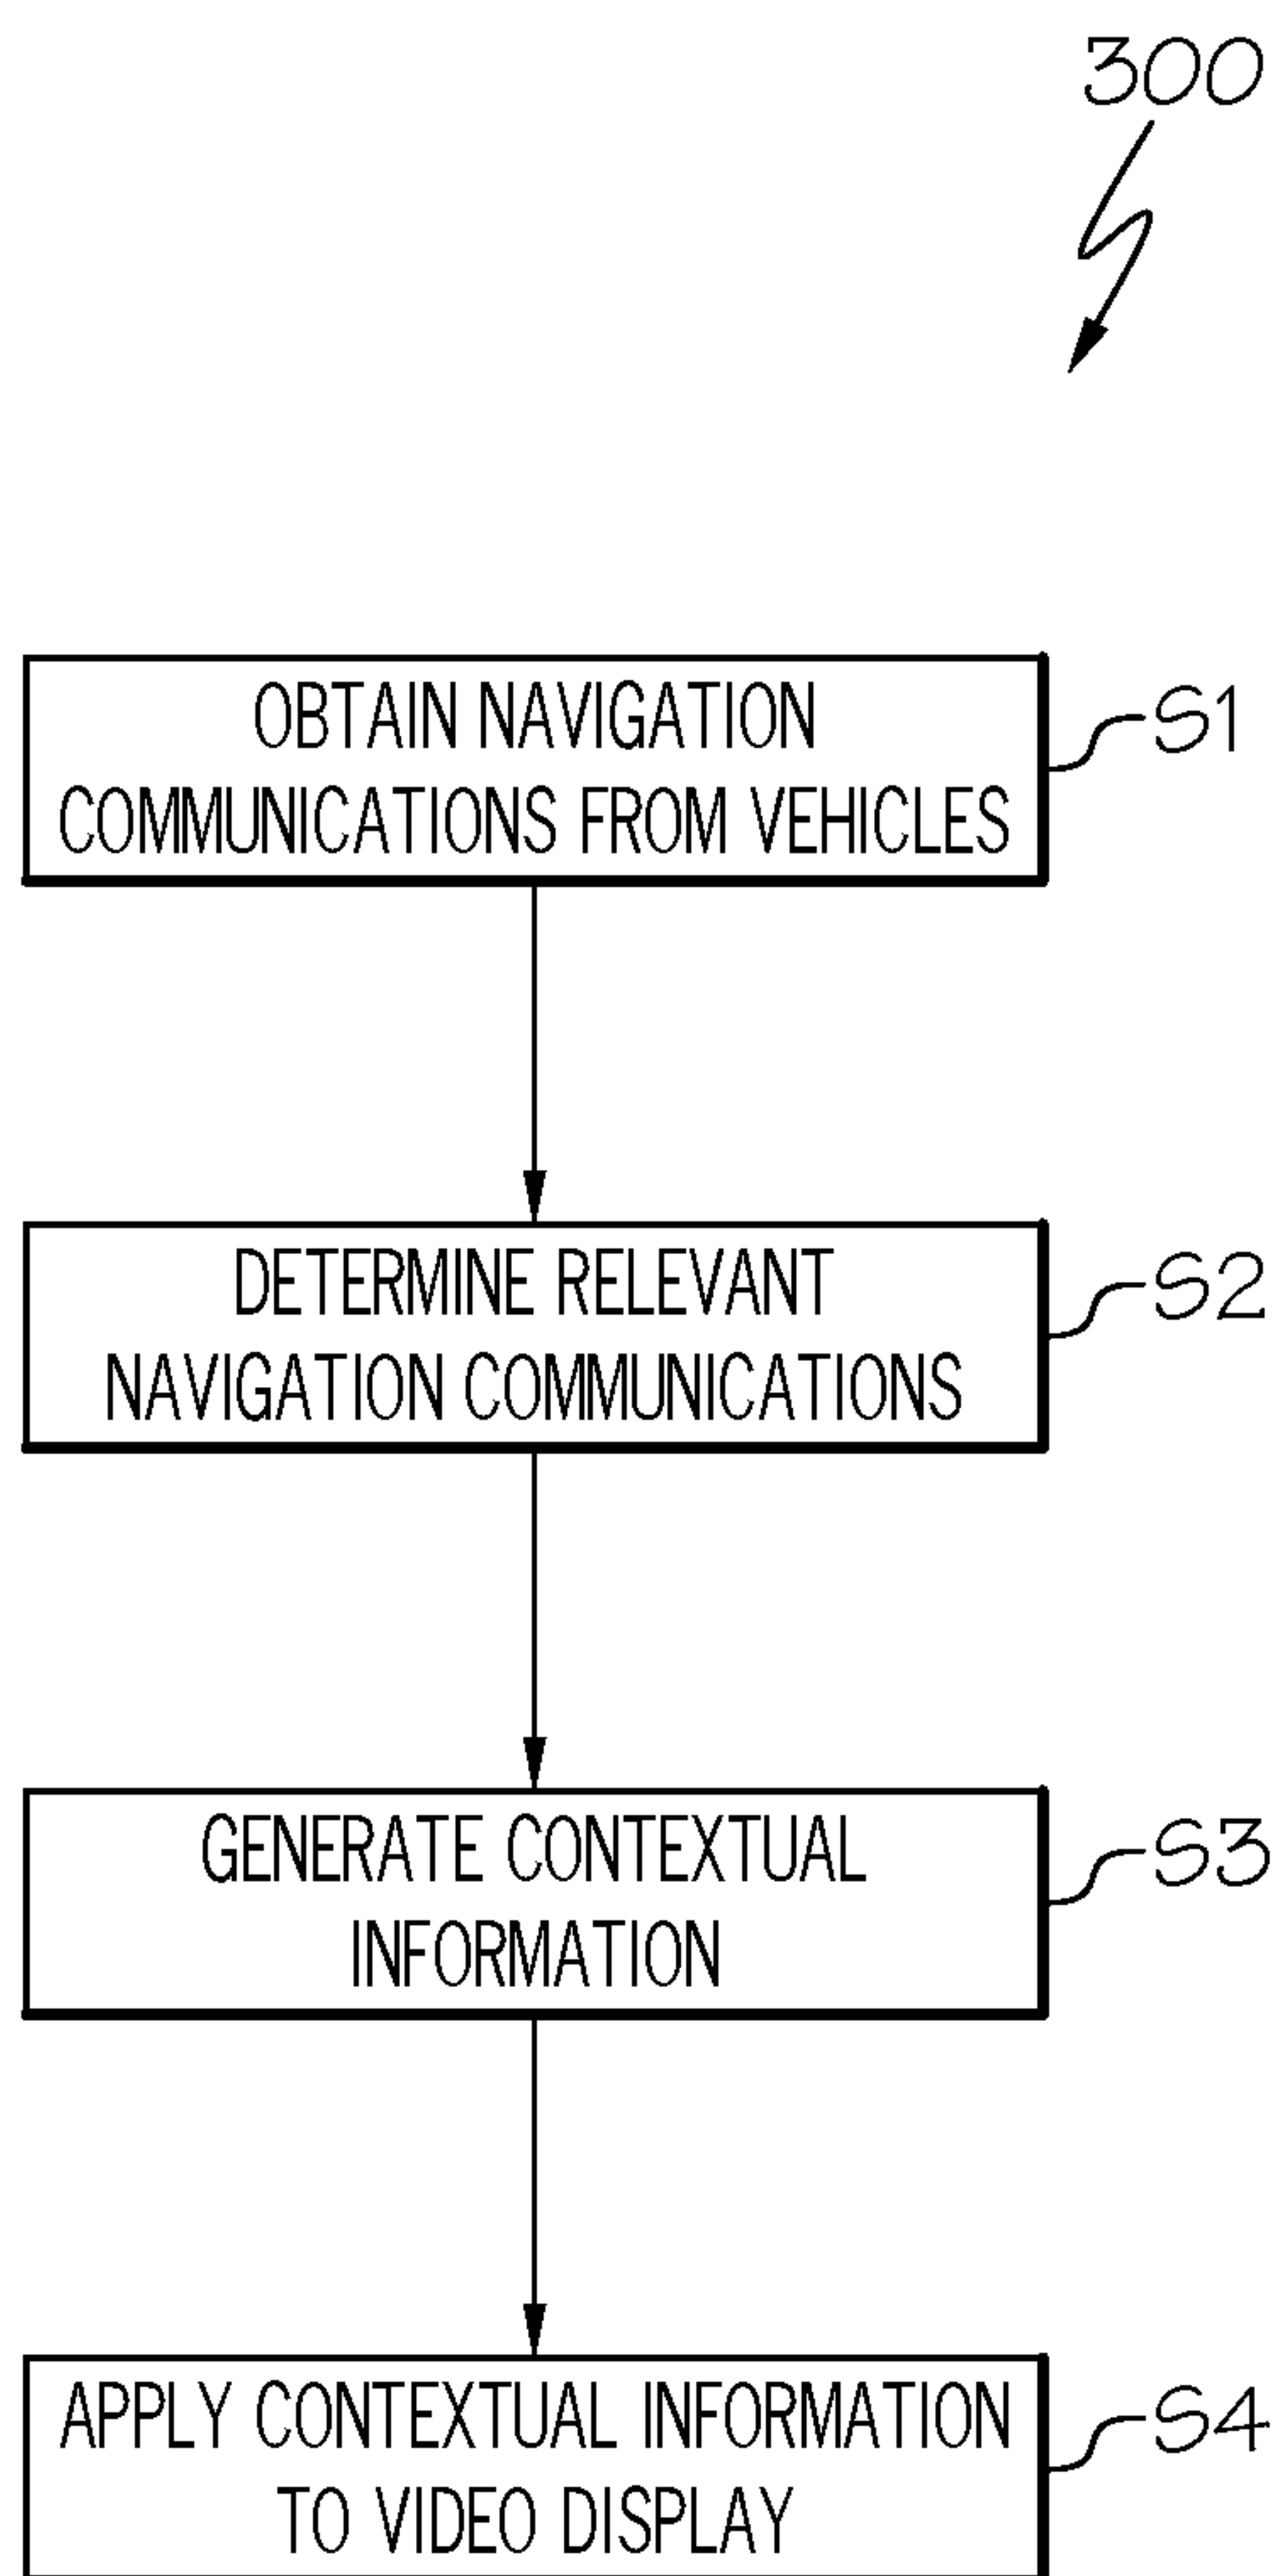 300
OBTAIN NAVIGATION
COMMUNICATIONS FROM VEHICLES
S1
DETERMINE RELEVANT
NAVIGATION COMMUNICATIONS
S2
GENERATE CONTEXTUAL
INFORMATION
S3
APPLY CONTEXTUAL INFORMATION
TO VIDEO DISPLAY
S4